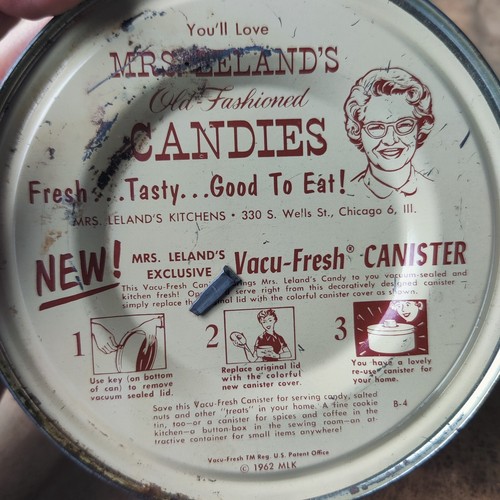 You'll Love
MRS. LELAND'S
Old Fashioned
CANDIES
Fresh...Tasty...Good To Eat!
MRS. LELAND'S KITCHENS • 330 S. Wells St., Chicago 6, Ill.
NEW!
MRS. LELAND'S
EXCLUSIVE
Vacu-Fresh® CANISTER
This Vacu-Fresh Mrs. Leland's Candy to you vacuum-sealed and
kitchen fresh! serve right from this decoratively designed canister —
simply replace the lid with the colorful canister cover as shown.
1
Use key (on bottom
of can) to remove
vacuum sealed lid.
2
Replace original lid
with the colorful
new canister cover.
3
You have a lovely
re-use canister for
your home.
Save this Vacu-Fresh Canister for serving candy, salted
nuts and other "treats" in your home. A fine cookie
tin, too—or a canister for spices and coffee in the
kitchen—a button-box in the sewing room—an at-
tractive container for small items anywhere!
B-4
Vacu-Fresh TM Reg. U.S. Patent Office
© 1962 MLK